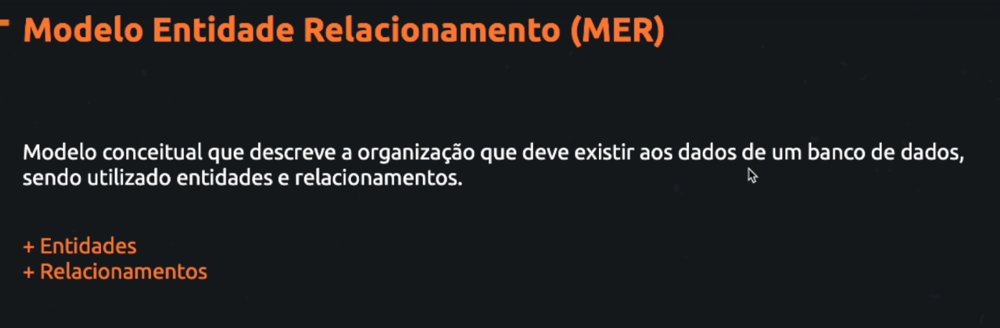 Modelo Entidade Relacionamento (MER)
Modelo conceitual que descreve a organização que deve existir aos dados de um banco de dados,
sendo utilizado entidades e relacionamentos.
+ Entidades
+ Relacionamentos